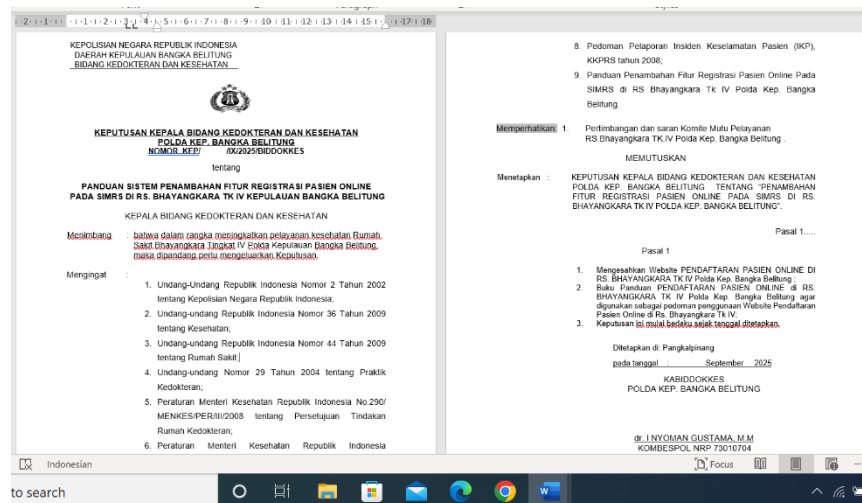 KEPOLISIAN NEGARA REPUBLIK INDONESIA
DAERAH KEPULAUAN BANGKA BELITUNG
BIDANG KEDOKTERAN DAN KESEHATAN
KEPUTUSAN KEPALA BIDANG KEDOKTERAN DAN KESEHATAN
POLDA KEP. BANGKA BELITUNG
NOMOR KEP/ /IX/2025/BIDDOKKES
tentang
PANDUAN SISTEM PENAMBAHAN FITUR REGISTRASI PASIEN ONLINE
PADA SIMRS DI RS. BHAYANGKARA TK IV KEPULAUAN BANGKA BELITUNG
KEPALA BIDANG KEDOKTERAN DAN KESEHATAN
Menimbang : bahwa dalam rangka meningkatkan pelayanan kesehatan Rumah
Sakit Bhayangkara Tingkat IV Polda Kepulauan Bangka Belitung,
maka dipandang perlu mengeluarkan Keputusan.
Mengingat :
1. Undang-Undang Republik Indonesia Nomor 2 Tahun 2002
tentang Kepolisian Negara Republik Indonesia;
2. Undang-undang Republik Indonesia Nomor 36 Tahun 2009
tentang Kesehatan;
3. Undang-undang Republik Indonesia Nomor 44 Tahun 2009
tentang Rumah Sakit;
4. Undang-undang Nomor 29 Tahun 2004 tentang Praktik
Kedokteran;
5. Peraturan Menteri Kesehatan Republik Indonesia No.290/
MENKES/PER/III/2008 tentang Persetujuan Tindakan
Rumah Kedokteran;
6. Peraturan Menteri Kesehatan Republik Indonesia
8. Pedoman Pelaporan Insiden Keselamatan Pasien (IKP),
KKPRS tahun 2008;
9. Panduan Penambahan Fitur Registrasi Pasien Online Pada
SIMRS di RS Bhayangkara Tk IV Polda Kep. Bangka
Belitung.
Memperhatikan: 1. Pertimbangan dan saran Komite Mutu Pelayanan
RS.Bhayangkara TK.IV Polda Kep. Bangka Belitung .
MEMUTUSKAN
Menetapkan : KEPUTUSAN KEPALA BIDANG KEDOKTERAN DAN KESEHATAN
POLDA KEP. BANGKA BELITUNG TENTANG "PENAMBAHAN
FITUR REGISTRASI PASIEN ONLINE PADA SIMRS DI RS.
BHAYANGKARA TK IV POLDA KEP. BANGKA BELITUNG".
Pasal 1.....
Pasal 1
1. Mengesahkan Website PENDAFTARAN PASIEN ONLINE DI
RS. BHAYANGKARA TK IV Polda Kep. Bangka Belitung ;
2. Buku Panduan PENDAFTARAN PASIEN ONLINE di RS.
BHAYANGKARA TK IV Polda Kep. Bangka Belitung agar
digunakan sebagai pedoman penggunaan Website Pendaftaran
Pasien Online di Rs. Bhayangkara Tk IV;
3. Keputusan ini mulai berlaku sejak tanggal ditetapkan.
Ditetapkan di: Pangkalpinang
pada tanggal : September 2025
KABIDDOKKES
POLDA KEP. BANGKA BELITUNG
dr. I NYOMAN GUSTAMA, M.M
KOMBESPOL NRP 73010704
Indonesian
Focus
to search